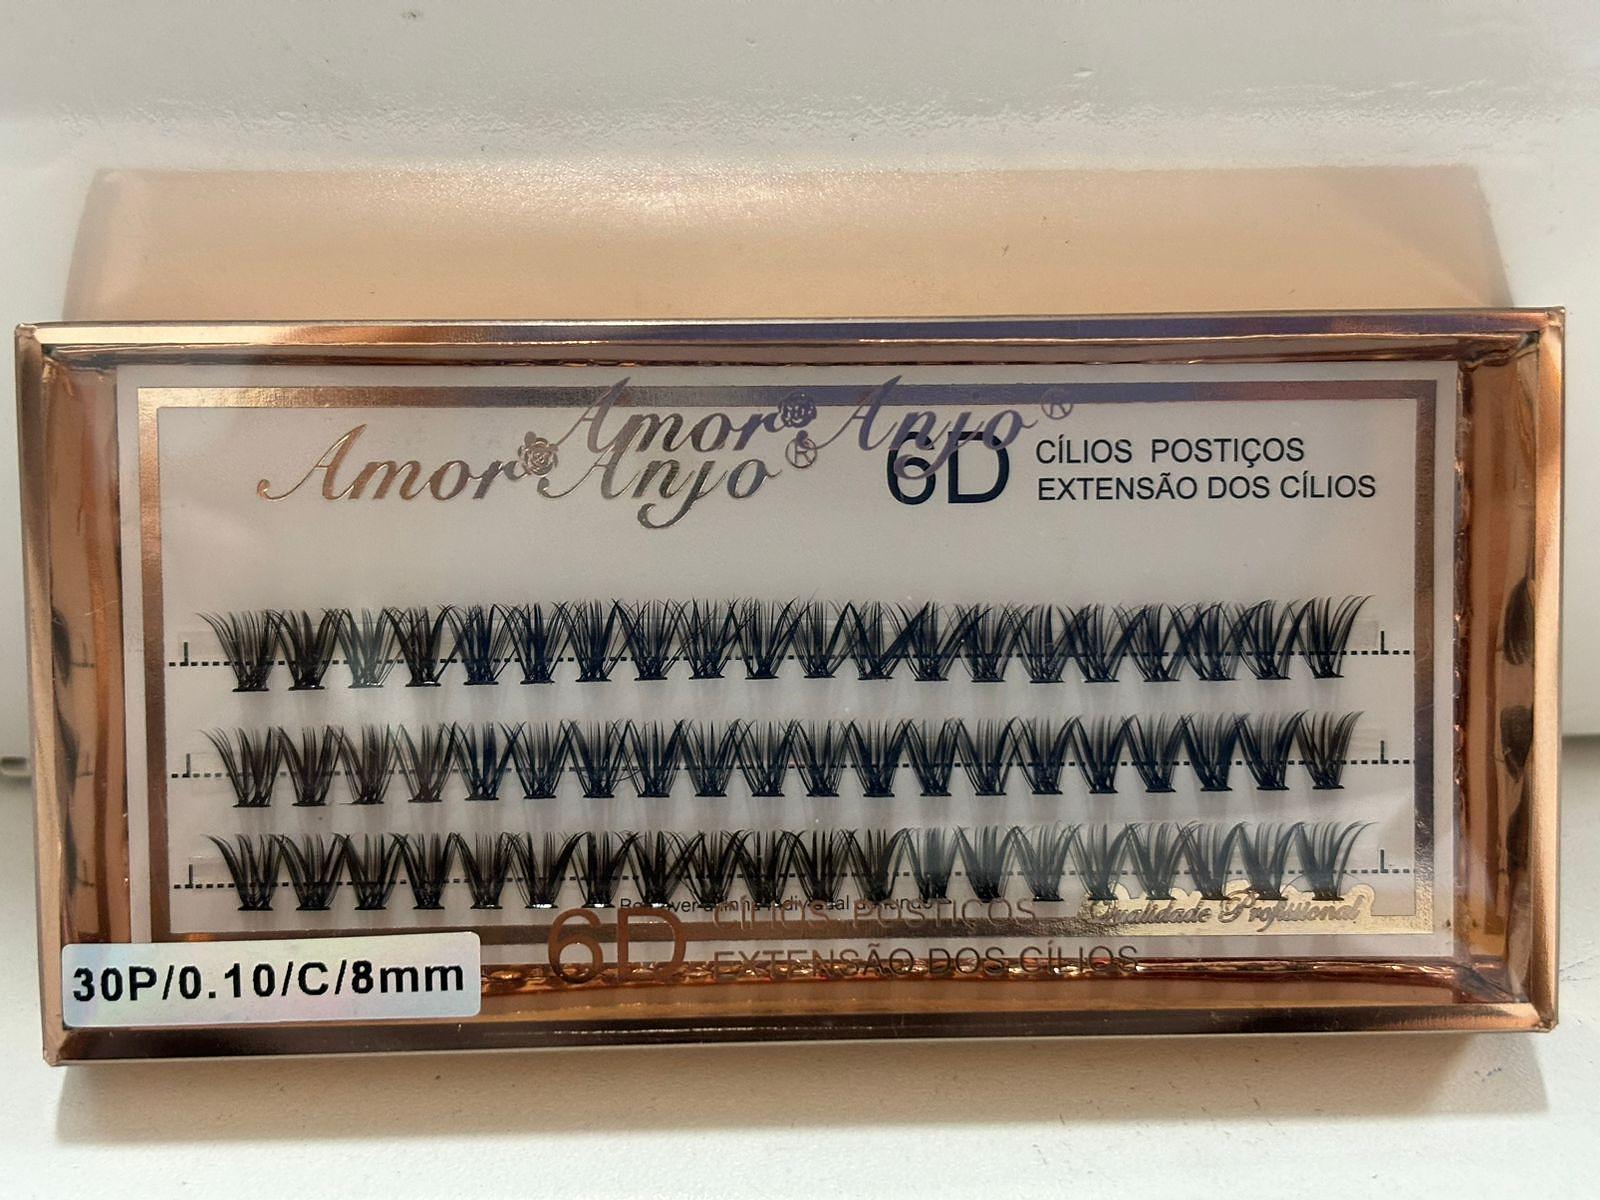 Amor Anjo®
Amor Anjo®
6D CÍLIOS POSTIÇOS
EXTENSÃO DOS CÍLIOS
Qualidade Profissional
6D CÍLIOS POSTIÇOS
EXTENSÃO DOS CÍLIOS
30P/0.10/C/8mm